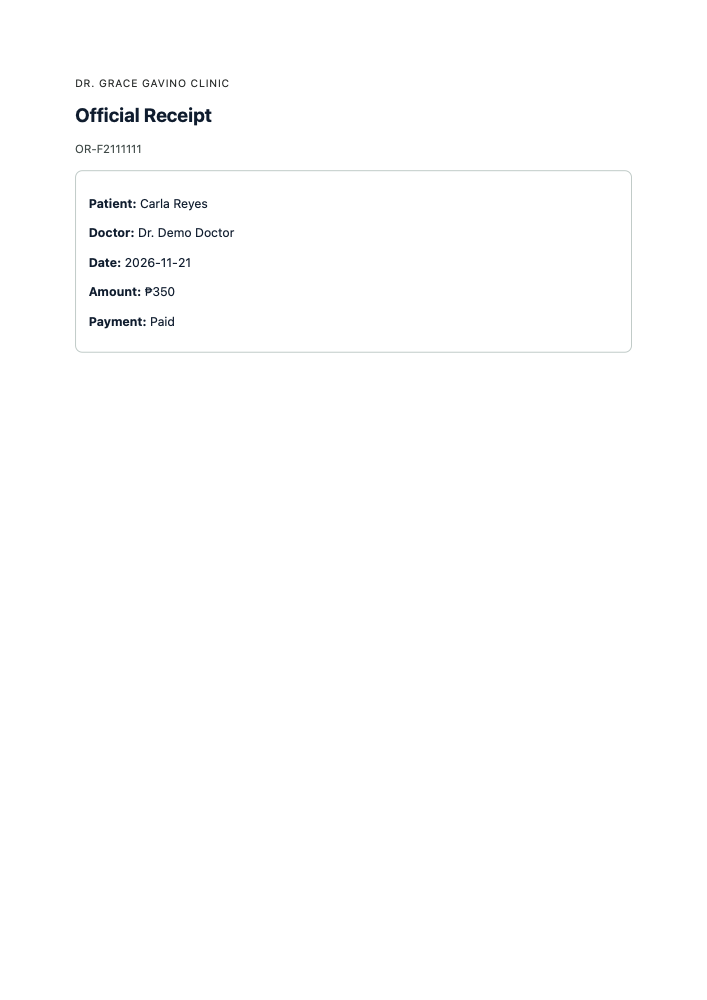 DR. GRACE GAVINO CLINIC
Official Receipt
OR-F2111111
Patient: Carla Reyes
Doctor: Dr. Demo Doctor
Date: 2026-11-21
Amount: ₱350
Payment: Paid